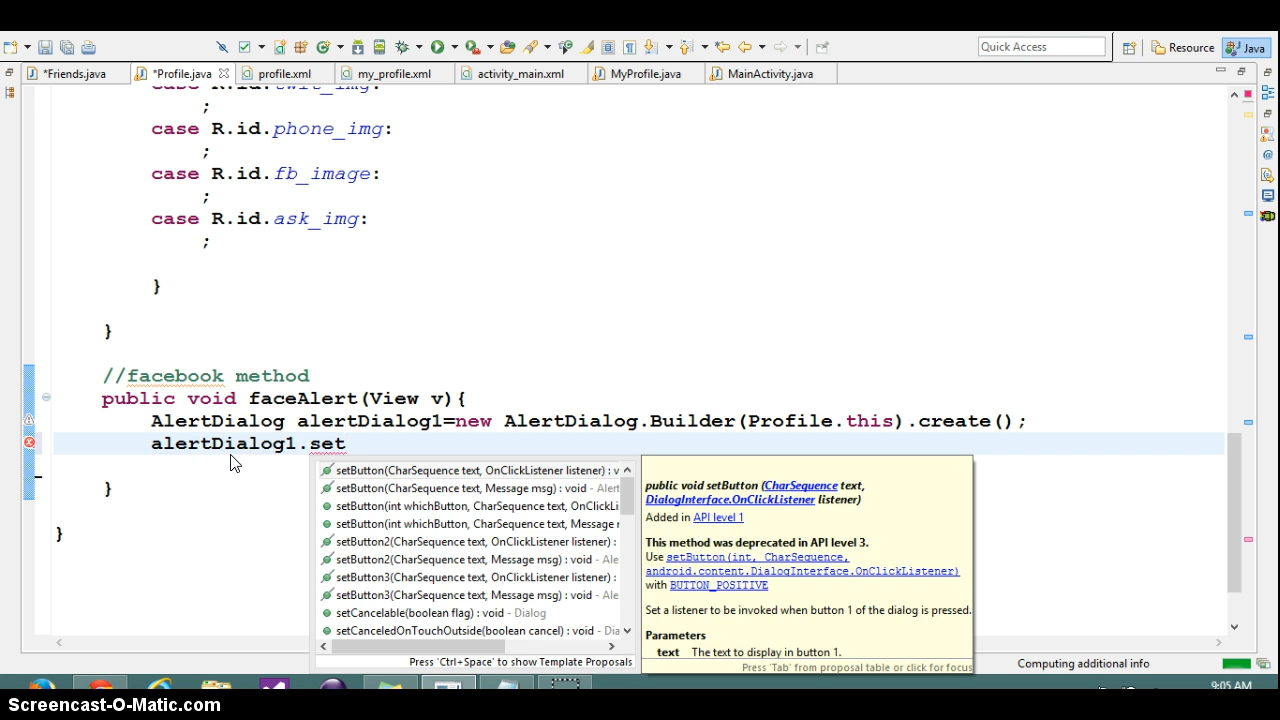 Quick Access
Resource
Java
*Friends.java
*Profile.java
profile.xml
my_profile.xml
activity_main.xml
MyProfile.java
MainActivity.java
case R.id.twit_img:
;
case R.id.phone_img:
;
case R.id.fb_image:
;
case R.id.ask_img:
;
}
}
//facebook method
public void faceAlert(View v){
AlertDialog alertDialog1=new AlertDialog.Builder(Profile.this).create();
alertDialog1.set
}
}
setButton(CharSequence text, OnClickListener listener) : v
setButton(CharSequence text, Message msg) : void - Alert
setButton(int whichButton, CharSequence text, OnClickLi
setButton(int whichButton, CharSequence text, Message
setButton2(CharSequence text, OnClickListener listener) :
setButton2(CharSequence text, Message msg) : void - Ale
setButton3(CharSequence text, OnClickListener listener) :
setButton3(CharSequence text, Message msg) : void - Ale
setCancelable(boolean flag) : void - Dialog
setCanceledOnTouchOutside(boolean cancel) : void - Dia
Press 'Ctrl+Space' to show Template Proposals
public void setButton (CharSequence text,
DialogInterface.OnClickListener listener)
Added in API level 1
This method was deprecated in API level 3.
Use setButton(int, CharSequence,
android.content.DialogInterface.OnClickListener)
with BUTTON_POSITIVE
Set a listener to be invoked when button 1 of the dialog is pressed.
Parameters
text The text to display in button 1.
Press 'Tab' from proposal table or click for focus
Computing additional info
9:05 AM
Screencast-O-Matic.com